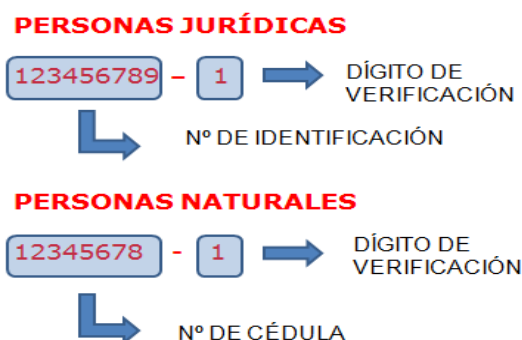 PERSONAS JURÍDICAS
123456789 – 1 DÍGITO DE
VERIFICACIÓN
Nº DE IDENTIFICACIÓN
PERSONAS NATURALES
12345678 - 1 DÍGITO DE
VERIFICACIÓN
Nº DE CÉDULA